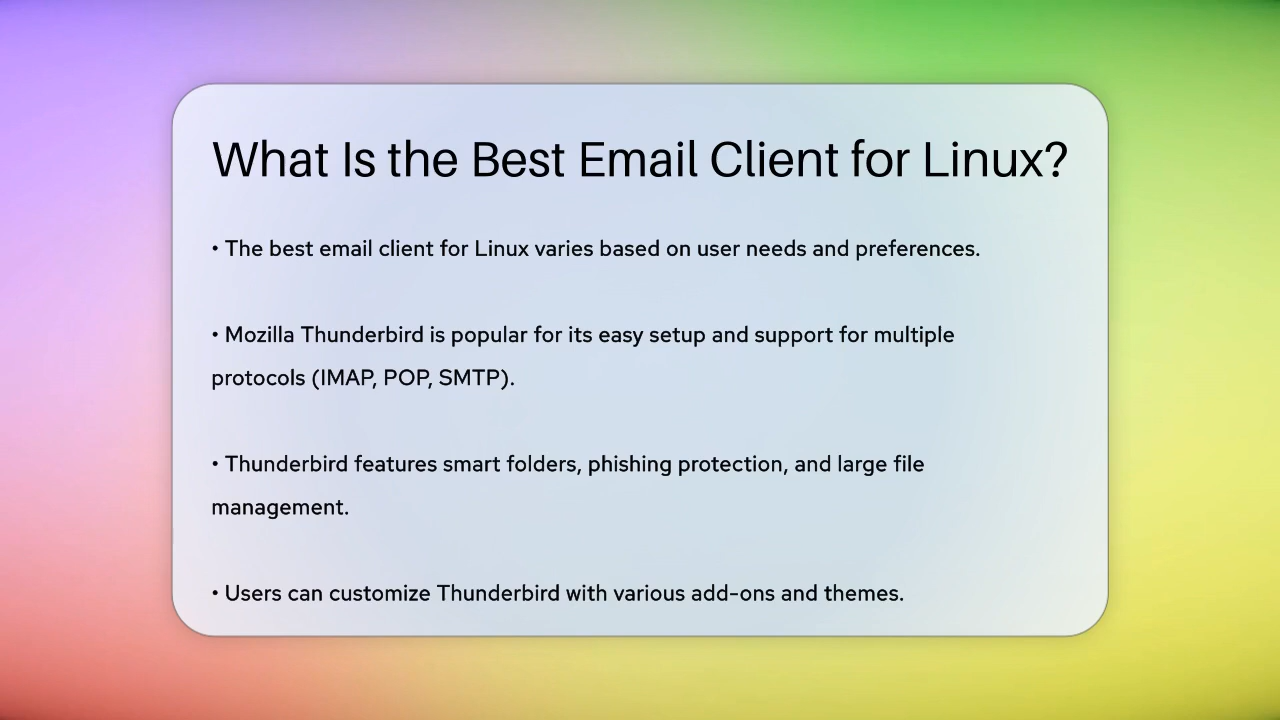 What Is the Best Email Client for Linux?
• The best email client for Linux varies based on user needs and preferences.
• Mozilla Thunderbird is popular for its easy setup and support for multiple
protocols (IMAP, POP, SMTP).
• Thunderbird features smart folders, phishing protection, and large file
management.
• Users can customize Thunderbird with various add-ons and themes.